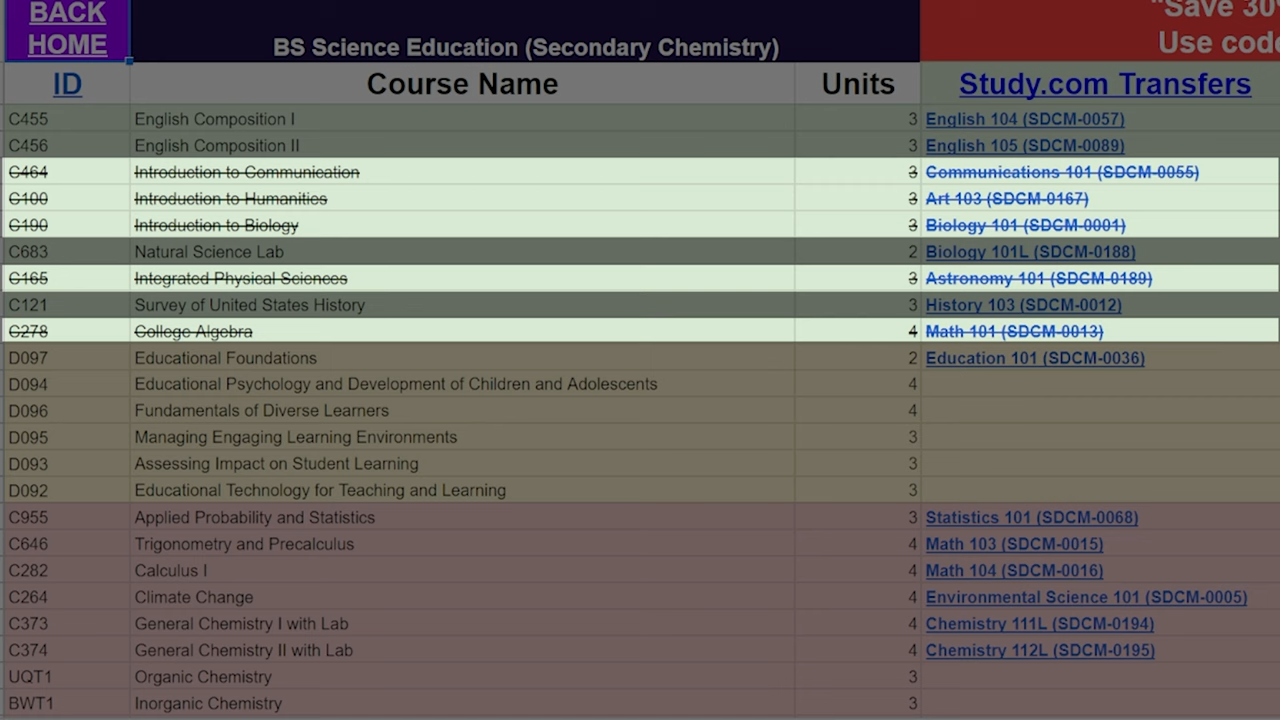 BACK HOME BS Science Education (Secondary Chemistry) "Save 30
Use code
ID Course Name Units Study.com Transfers
C455 English Composition I 3 English 104 (SDCM-0057)
C456 English Composition II 3 English 105 (SDCM-0089)
C464 Introduction to Communication 3 Communications 101 (SDCM-0055)
C100 Introduction to Humanities 3 Art 103 (SDCM-0167)
C190 Introduction to Biology 3 Biology 101 (SDCM-0001)
C683 Natural Science Lab 2 Biology 101L (SDCM-0188)
C165 Integrated Physical Sciences 3 Astronomy 101 (SDCM-0189)
C121 Survey of United States History 3 History 103 (SDCM-0012)
C278 College Algebra 4 Math 101 (SDCM-0013)
D097 Educational Foundations 2 Education 101 (SDCM-0036)
D094 Educational Psychology and Development of Children and Adolescents 4
D096 Fundamentals of Diverse Learners 4
D095 Managing Engaging Learning Environments 3
D093 Assessing Impact on Student Learning 3
D092 Educational Technology for Teaching and Learning 3
C955 Applied Probability and Statistics 3 Statistics 101 (SDCM-0068)
C646 Trigonometry and Precalculus 4 Math 103 (SDCM-0015)
C282 Calculus I 4 Math 104 (SDCM-0016)
C264 Climate Change 4 Environmental Science 101 (SDCM-0005)
C373 General Chemistry I with Lab 4 Chemistry 111L (SDCM-0194)
C374 General Chemistry II with Lab 4 Chemistry 112L (SDCM-0195)
UQT1 Organic Chemistry 3
BWT1 Inorganic Chemistry 3